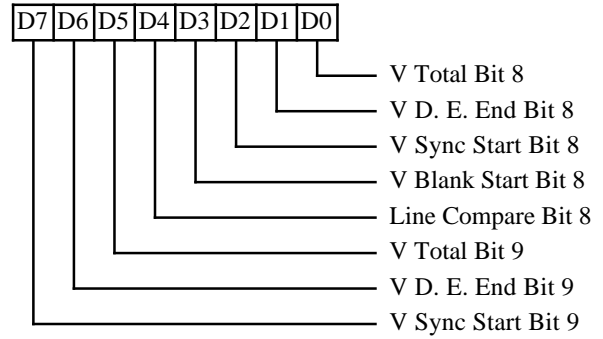 D7 D6 D5 D4 D3 D2 D1 D0
V Total Bit 8
V D. E. End Bit 8
V Sync Start Bit 8
V Blank Start Bit 8
Line Compare Bit 8
V Total Bit 9
V D. E. End Bit 9
V Sync Start Bit 9